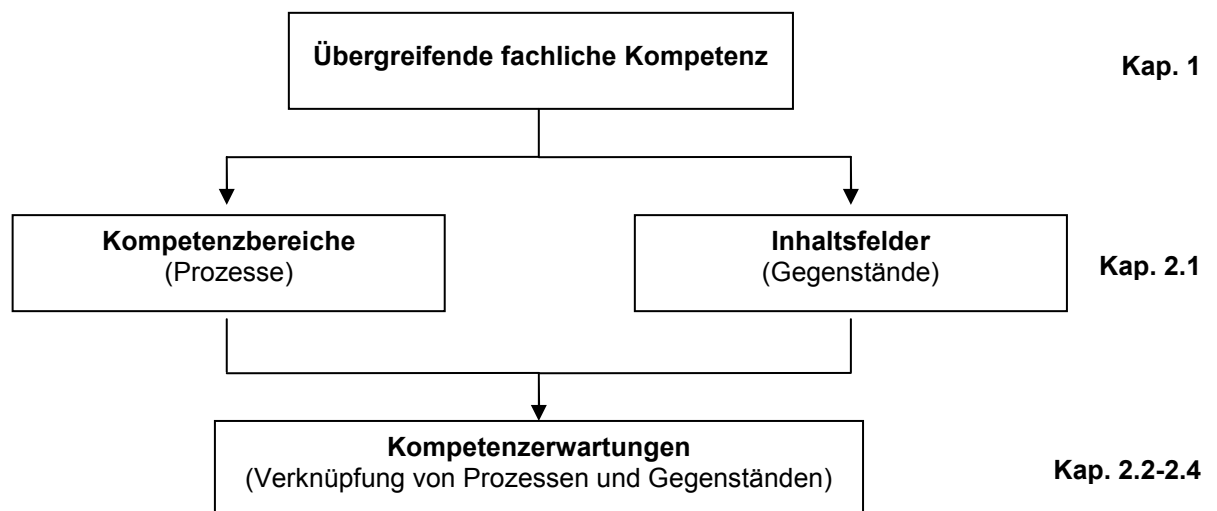 Übergreifende fachliche Kompetenz
Kap. 1
Kompetenzbereiche
(Prozesse)
Inhaltsfelder
(Gegenstände)
Kap. 2.1
Kompetenzerwartungen
(Verknüpfung von Prozessen und Gegenständen)
Kap. 2.2-2.4